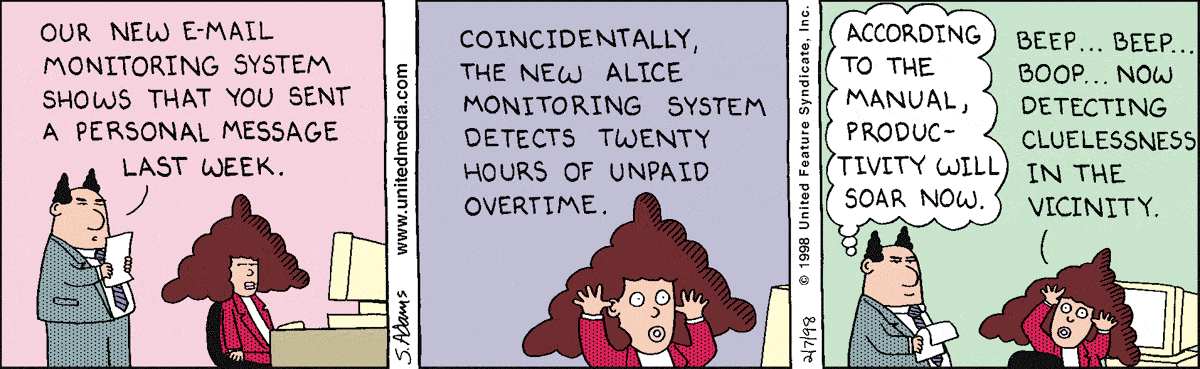 OUR NEW E-MAIL
MONITORING SYSTEM
SHOWS THAT YOU SENT
A PERSONAL MESSAGE
LAST WEEK.
www.unitedmedia.com
S. Adams
COINCIDENTALLY,
THE NEW ALICE
MONITORING SYSTEM
DETECTS TWENTY
HOURS OF UNPAID
OVERTIME.
© 1998 United Feature Syndicate, Inc.
2/7/98
ACCORDING
TO THE
MANUAL,
PRODUC-
TIVITY WILL
SOAR NOW.
BEEP... BEEP...
BOOP... NOW
DETECTING
CLUELESSNESS
IN THE
VICINITY.